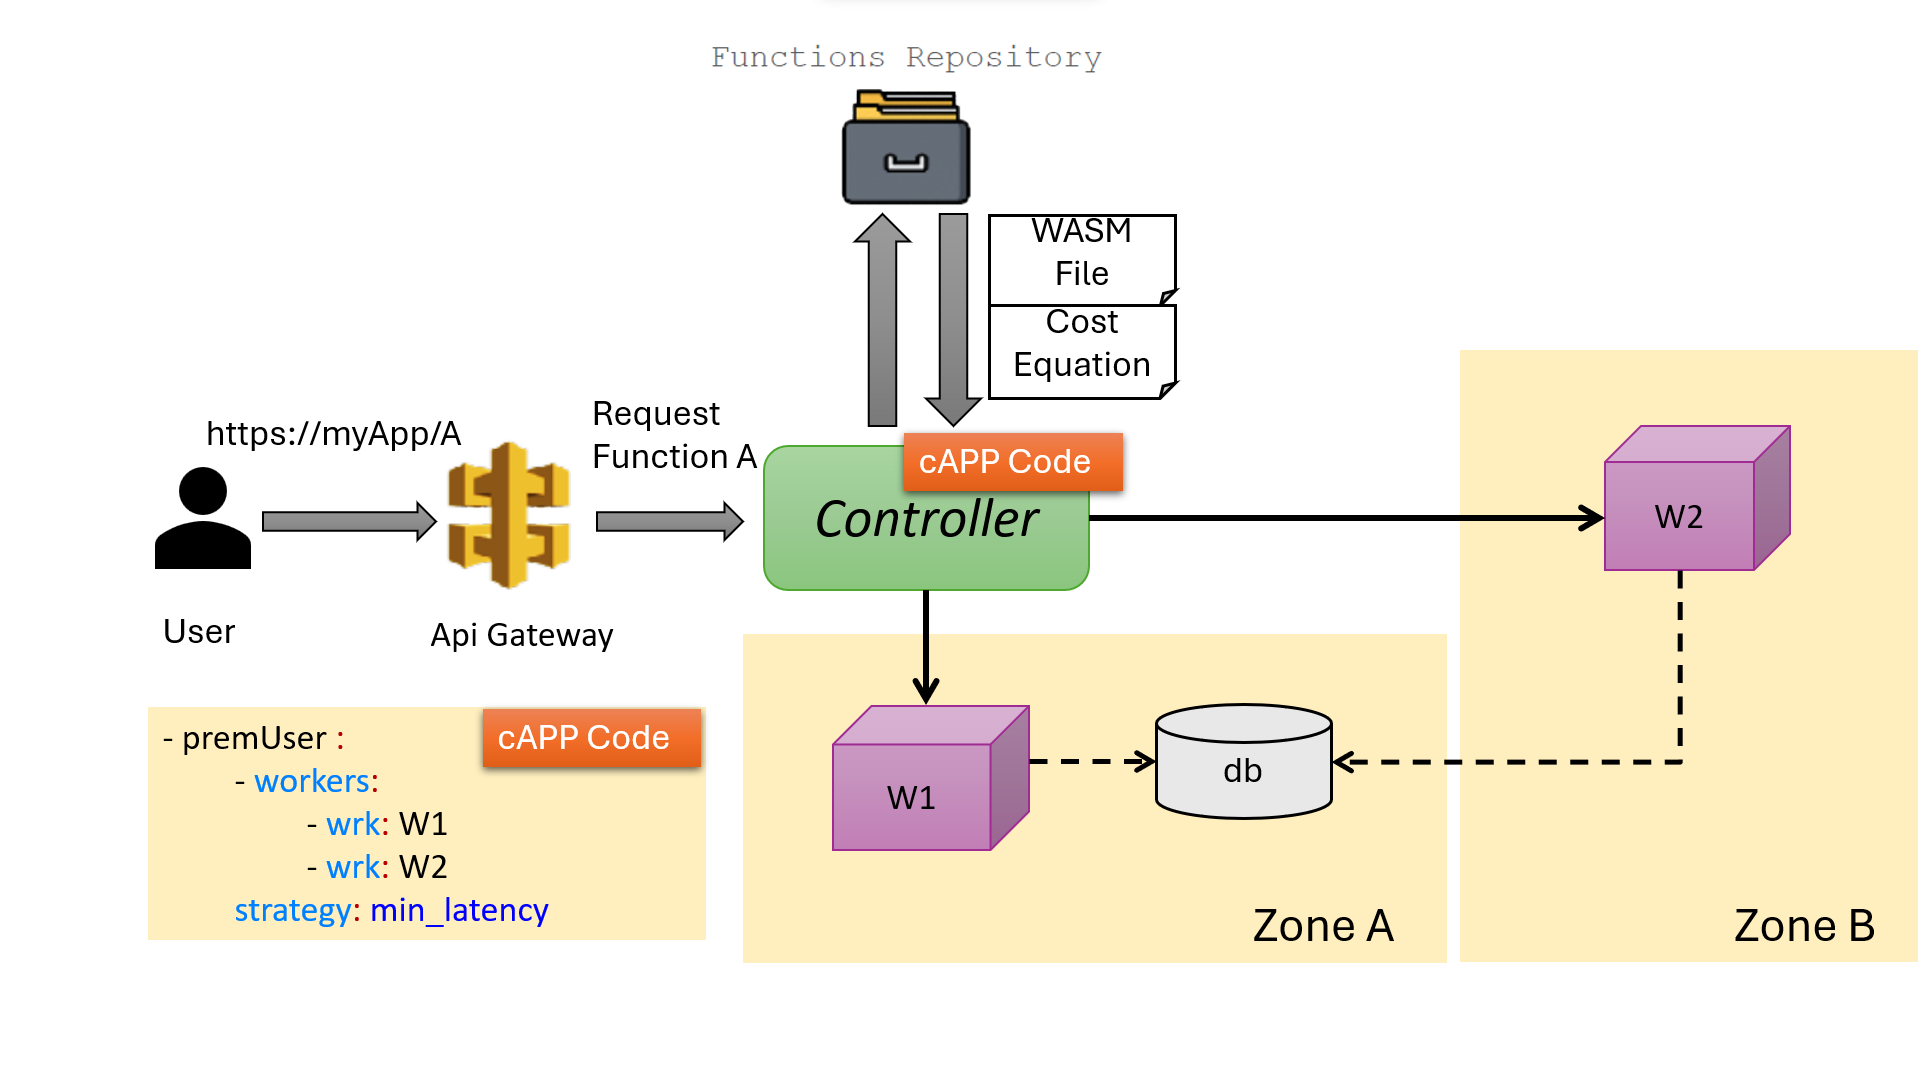 Functions Repository
WASM
File
Cost
Equation
https://myApp/A
Request
Function A
cAPP Code
Controller
W2
User
Api Gateway
- premUser :
cAPP Code
- workers:
- wrk: W1
- wrk: W2
strategy: min_latency
W1
db
Zone A
Zone B